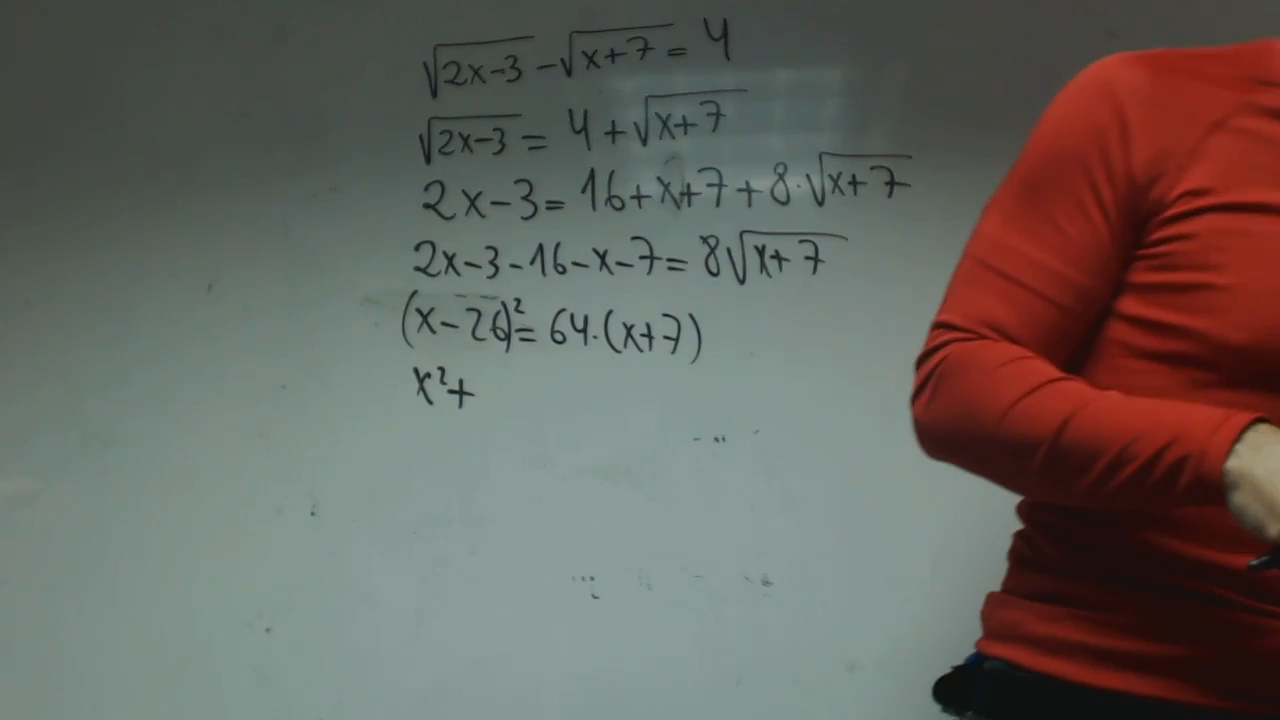 √(2x-3) - √(x+7) = 4
√(2x-3) = 4 + √(x+7)
2x-3 = 16+x+7+8·√(x+7)
2x-3-16-x-7 = 8√(x+7)
(x-26)² = 64·(x+7)
x²+